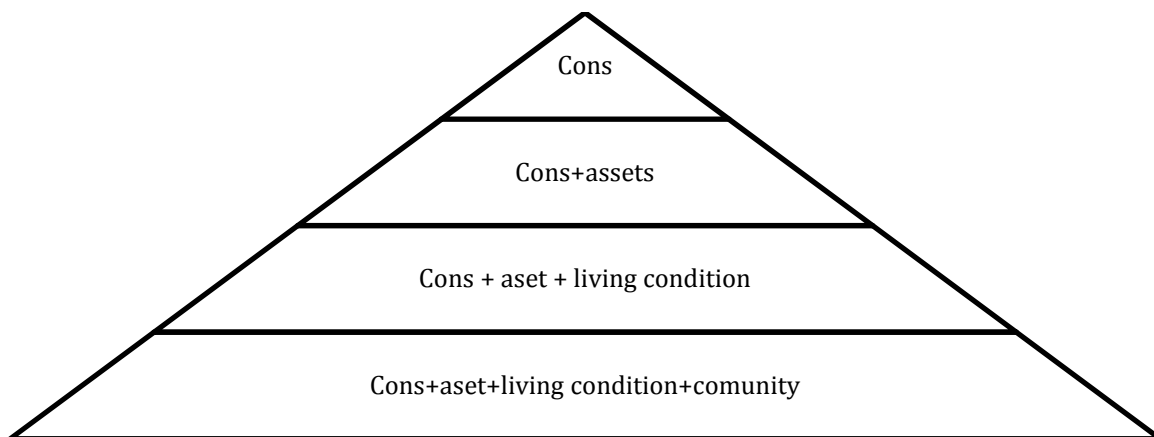 Cons
Cons+assets
Cons + aset + living condition
Cons+aset+living condition+comunity